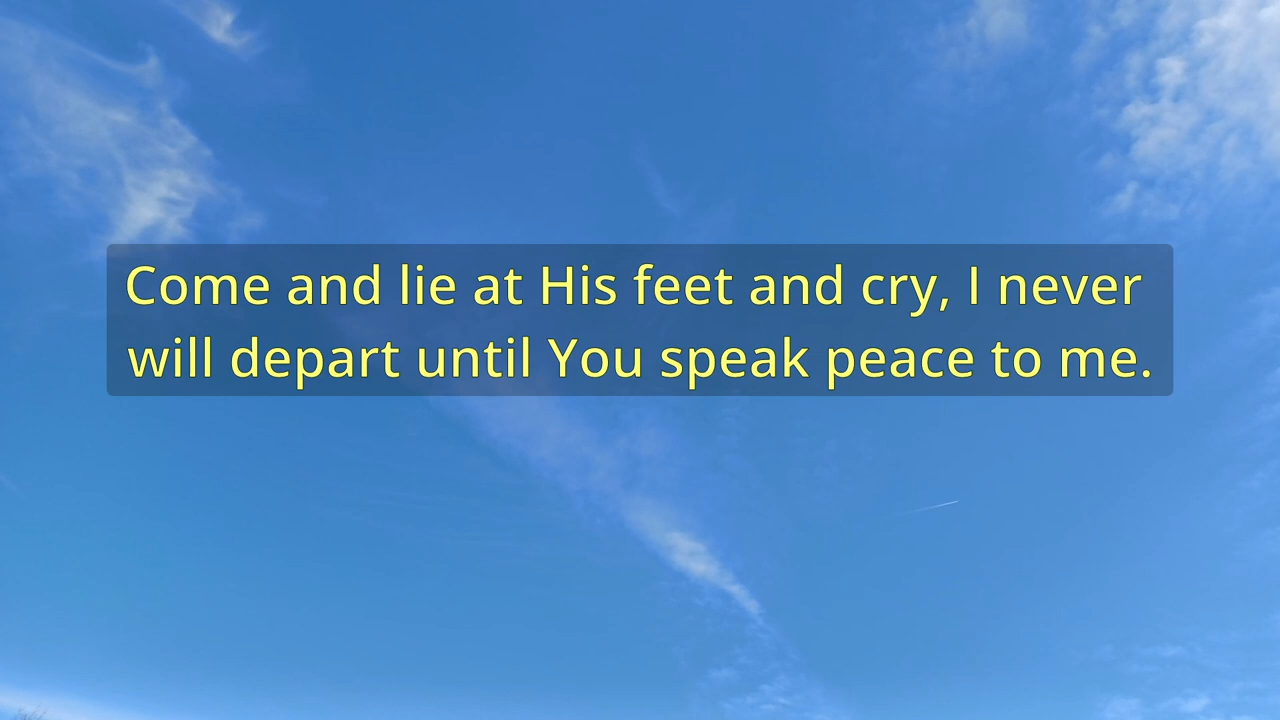 Come and lie at His feet and cry, I never
will depart until You speak peace to me.